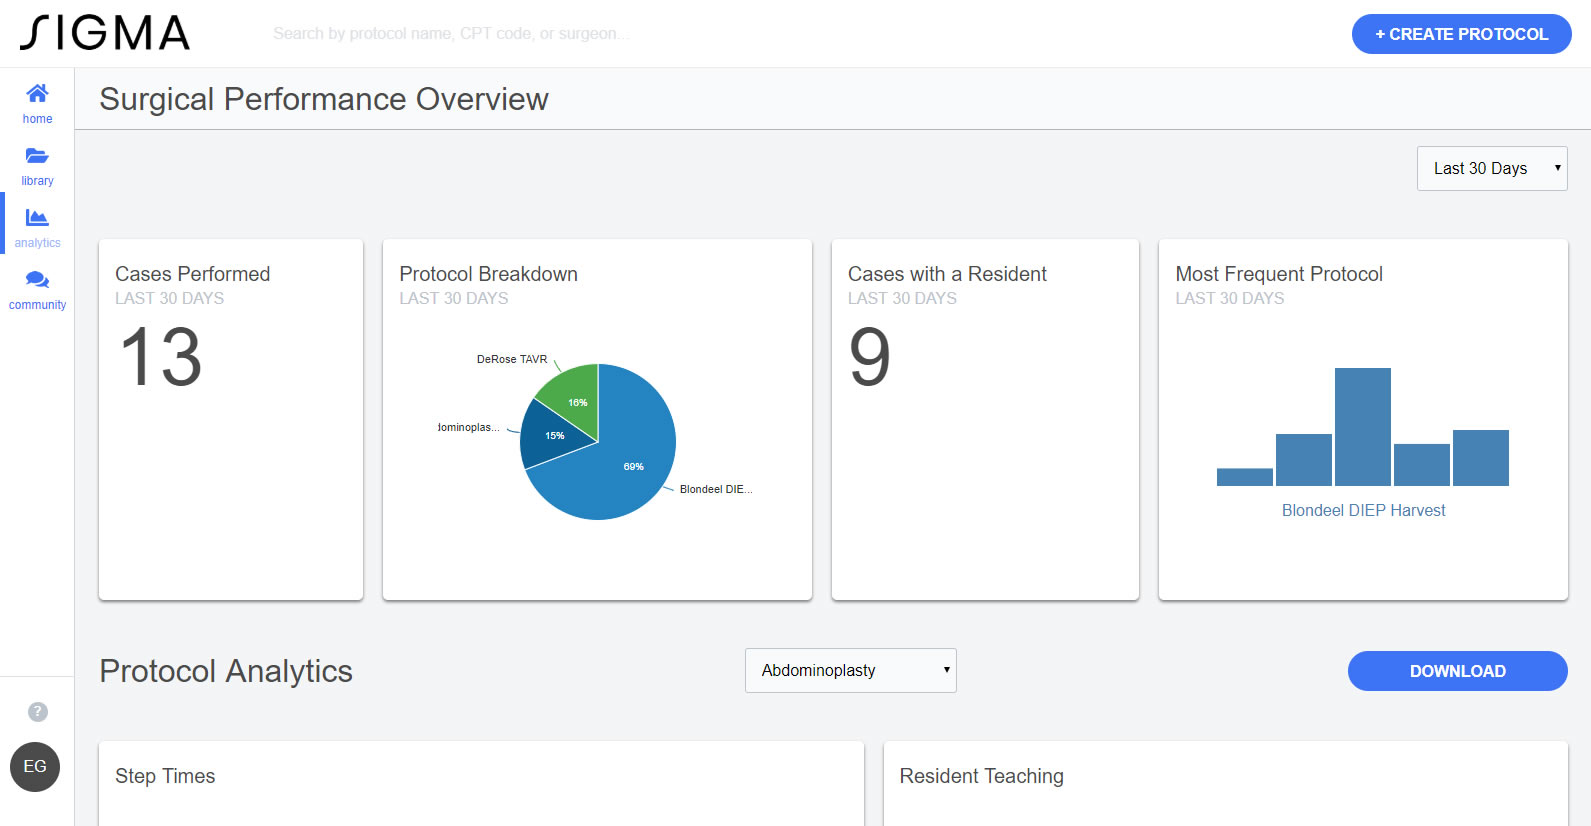 SIGMA
Search by protocol name, CPT code, or surgeon...
+ CREATE PROTOCOL
home
library
analytics
community
?
EG
Surgical Performance Overview
Last 30 Days
Cases Performed
LAST 30 DAYS
13
Protocol Breakdown
LAST 30 DAYS
DeRose TAVR
16%
dominoplas...
15%
69%
Blondeel DIE...
Cases with a Resident
LAST 30 DAYS
9
Most Frequent Protocol
LAST 30 DAYS
Blondeel DIEP Harvest
Protocol Analytics
Abdominoplasty
DOWNLOAD
Step Times
Resident Teaching